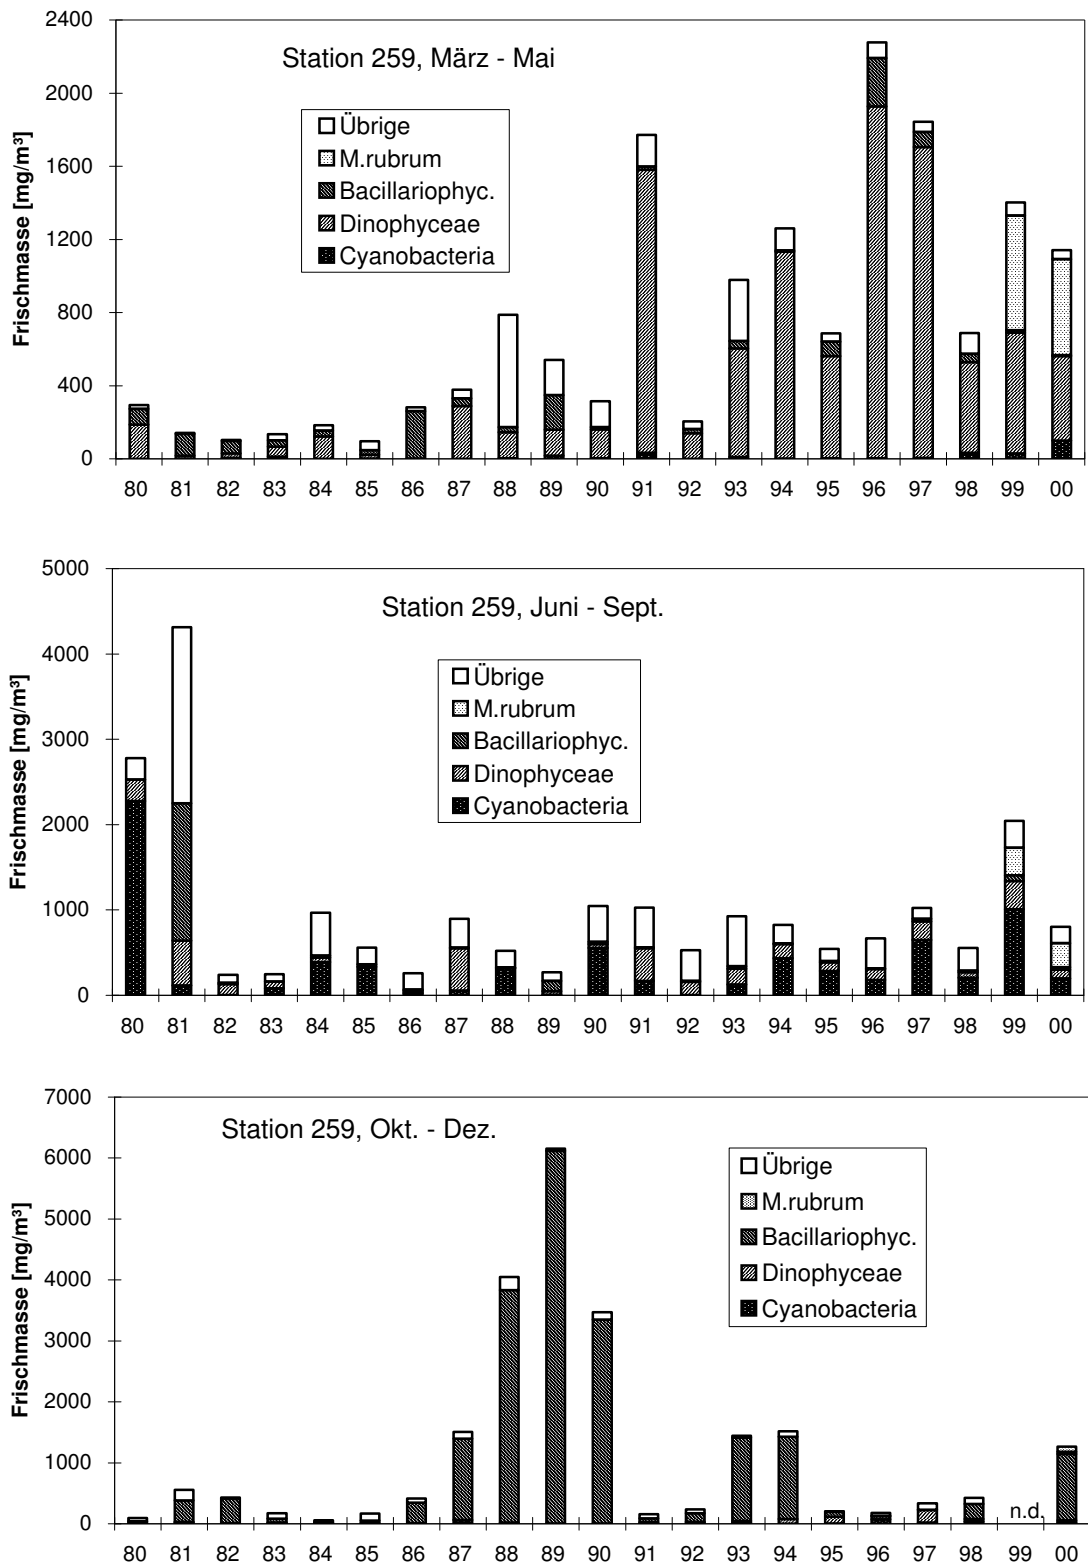 Station 259, März - Mai
Frischmasse [mg/m³]
2400
2000
1600
1200
800
400
0
Übrige
M.rubrum
Bacillariophyc.
Dinophyceae
Cyanobacteria
80 81 82 83 84 85 86 87 88 89 90 91 92 93 94 95 96 97 98 99 00
Station 259, Juni - Sept.
Frischmasse [mg/m³]
5000
4000
3000
2000
1000
0
Übrige
M.rubrum
Bacillariophyc.
Dinophyceae
Cyanobacteria
80 81 82 83 84 85 86 87 88 89 90 91 92 93 94 95 96 97 98 99 00
Station 259, Okt. - Dez.
Frischmasse [mg/m³]
7000
6000
5000
4000
3000
2000
1000
0
Übrige
M.rubrum
Bacillariophyc.
Dinophyceae
Cyanobacteria
n.d.
80 81 82 83 84 85 86 87 88 89 90 91 92 93 94 95 96 97 98 99 00